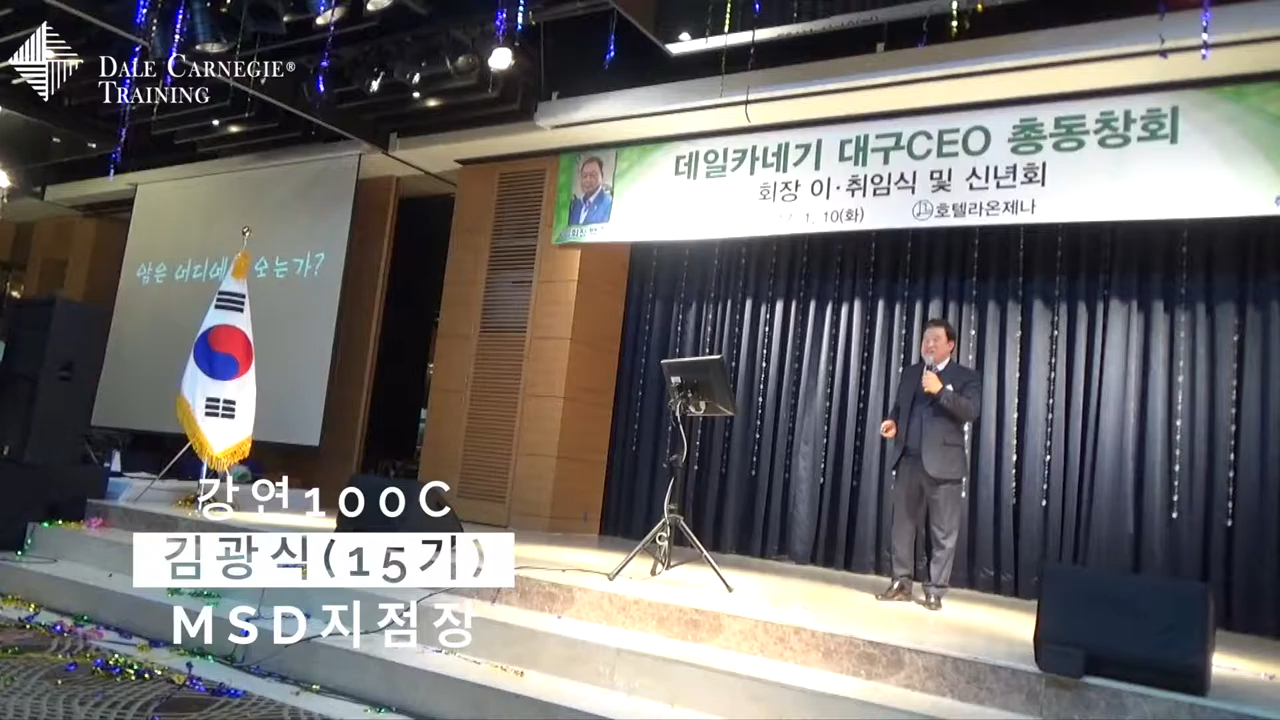 DALE CARNEGIE®
TRAINING
데일카네기 대구CEO 총동창회
회장 이·취임식 및 신년회
1. 10(화) 호텔라온제나
암은 어디에 오는가?
강연100C
김광식(15기)
MSD지점장